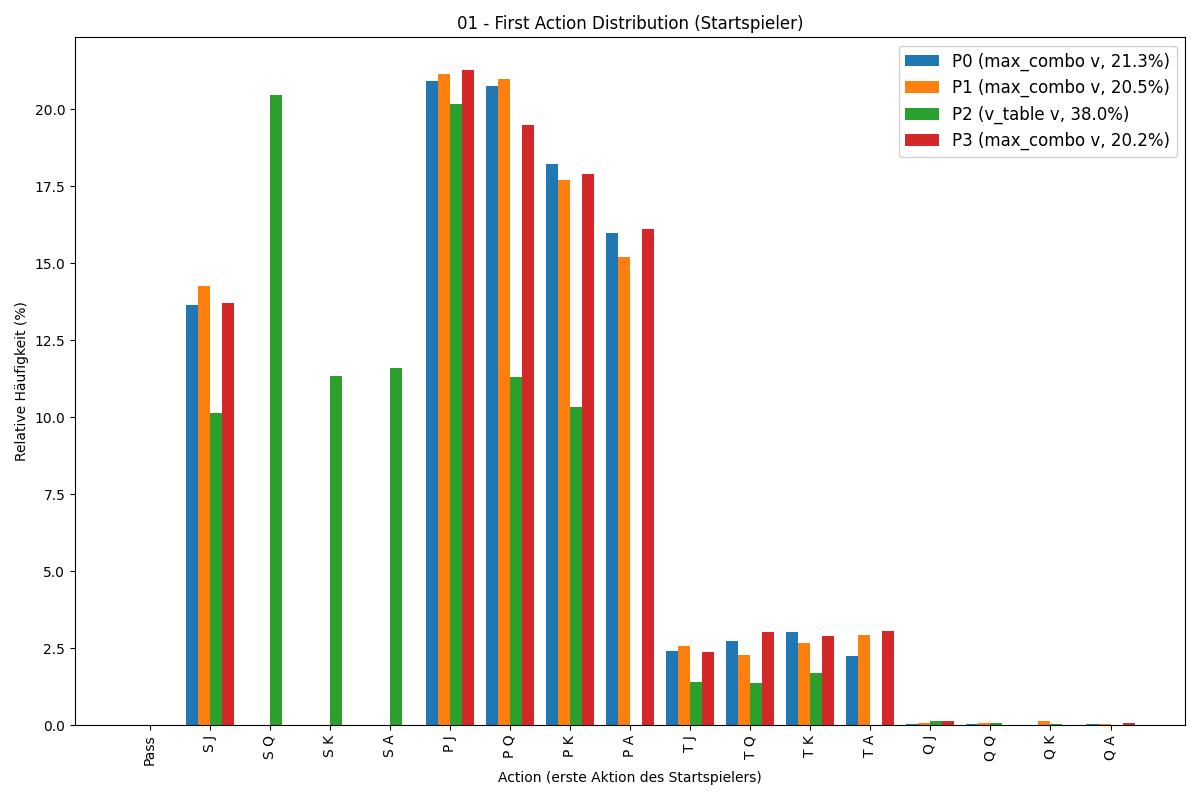 01 - First Action Distribution (Startspieler)
P0 (max_combo v, 21.3%)
P1 (max_combo v, 20.5%)
P2 (v_table v, 38.0%)
P3 (max_combo v, 20.2%)
Relative Häufigkeit (%)
20.0
17.5
15.0
12.5
10.0
7.5
5.0
2.5
0.0
Pass
S J
S Q
S K
S A
P J
P Q
P K
P A
T J
T Q
T K
T A
Q J
Q Q
Q K
Q A
Action (erste Aktion des Startspielers)